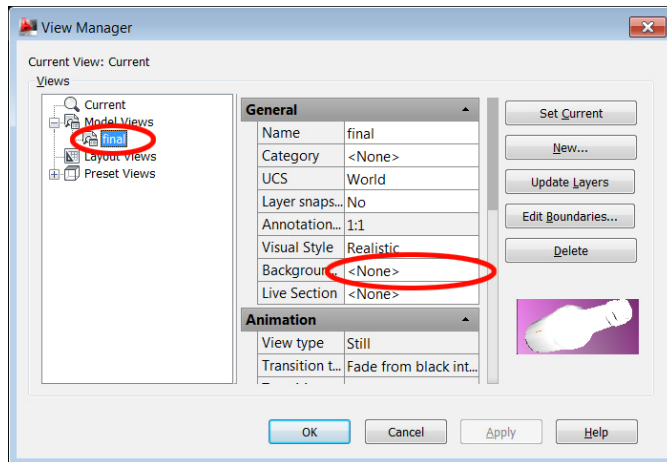 View Manager
Current View: Current
Views
Current
Model Views
final
Layout Views
Preset Views
General
Name final
Category <None>
UCS World
Layer snaps... No
Annotation... 1:1
Visual Style Realistic
Backgroun... <None>
Live Section <None>
Animation
View type Still
Transition t... Fade from black int...
Set Current
New...
Update Layers
Edit Boundaries...
Delete
OK
Cancel
Apply
Help